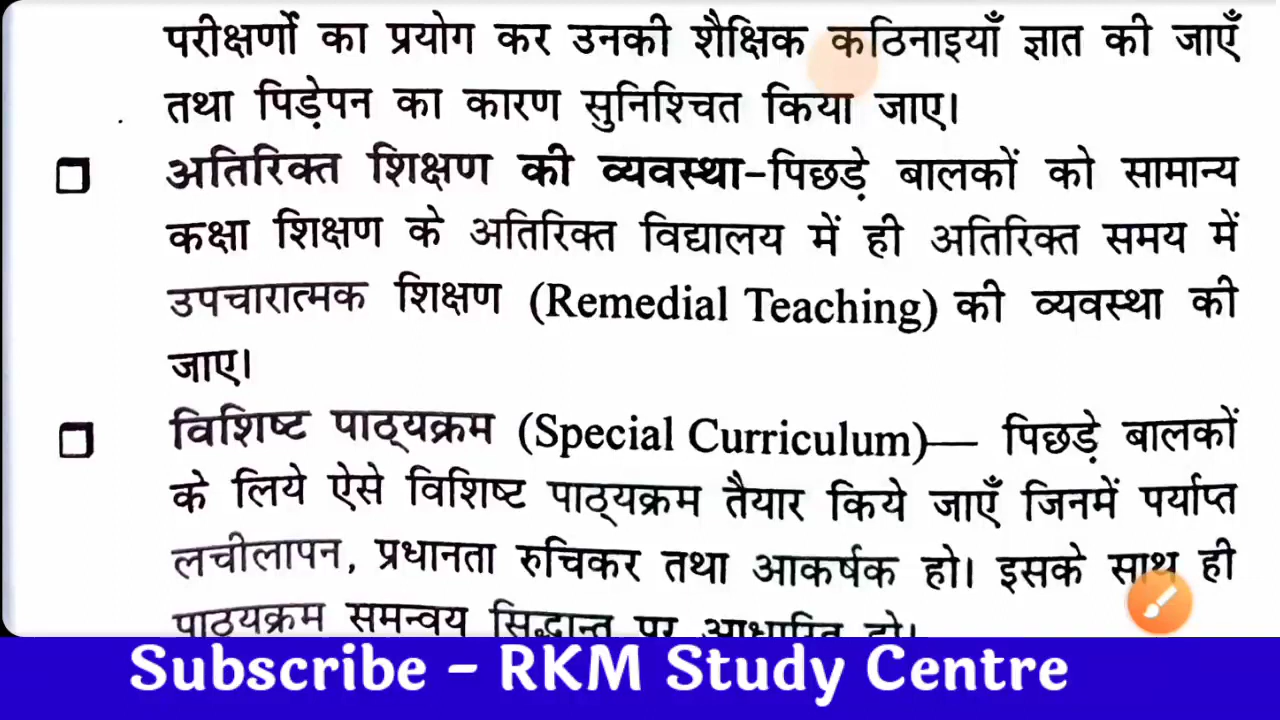 परीक्षणों का प्रयोग कर उनकी शैक्षिक कठिनाइयाँ ज्ञात की जाएँ
तथा पिड़ेपन का कारण सुनिश्चित किया जाए।
अतिरिक्त शिक्षण की व्यवस्था-पिछड़े बालकों को सामान्य
कक्षा शिक्षण के अतिरिक्त विद्यालय में ही अतिरिक्त समय में
उपचारात्मक शिक्षण (Remedial Teaching) की व्यवस्था की
जाए।
विशिष्ट पाठ्यक्रम (Special Curriculum)— पिछड़े बालकों
के लिये ऐसे विशिष्ट पाठ्यक्रम तैयार किये जाएँ जिनमें पर्याप्त
लचीलापन, प्रधानता रुचिकर तथा आकर्षक हो। इसके साथ ही
पाठ्यक्रम समन्वय सिद्धान्त पर आधारित हो।
Subscribe - RKM Study Centre